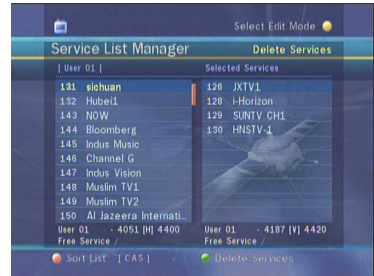 Select Edit Mode
Service List Manager
Delete Services
[ User 01 ]
Selected Services
131 sichuan
132 Hubei1
143 NOW
144 Bloomberg
145 Indus Music
146 Channel G
147 Indus Vision
148 Muslim TV1
149 Muslim TV2
150 Al Jazeera Internati...
126 JXTV1
128 i-Horizon
129 SUNTV CH1
130 HNSTV-1
User 01 - 4051 [H] 4400
Free Service /
User 01 - 4187 [V] 4420
Free Service /
Sort List [ CAS ]
Delete Services